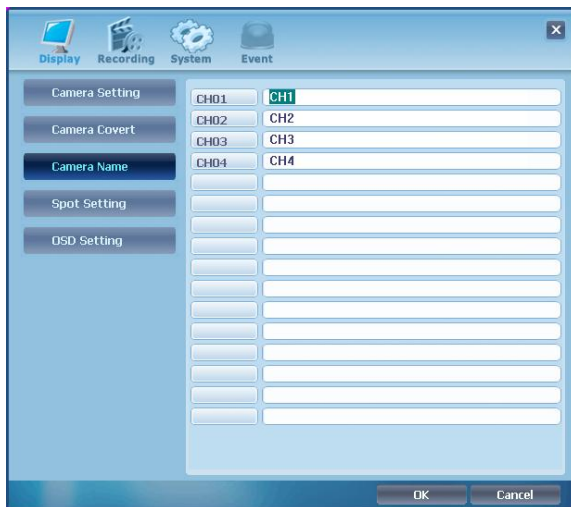 Display Recording System Event
Camera Setting
Camera Covert
Camera Name
Spot Setting
OSD Setting
CH01 CH1
CH02 CH2
CH03 CH3
CH04 CH4
OK Cancel